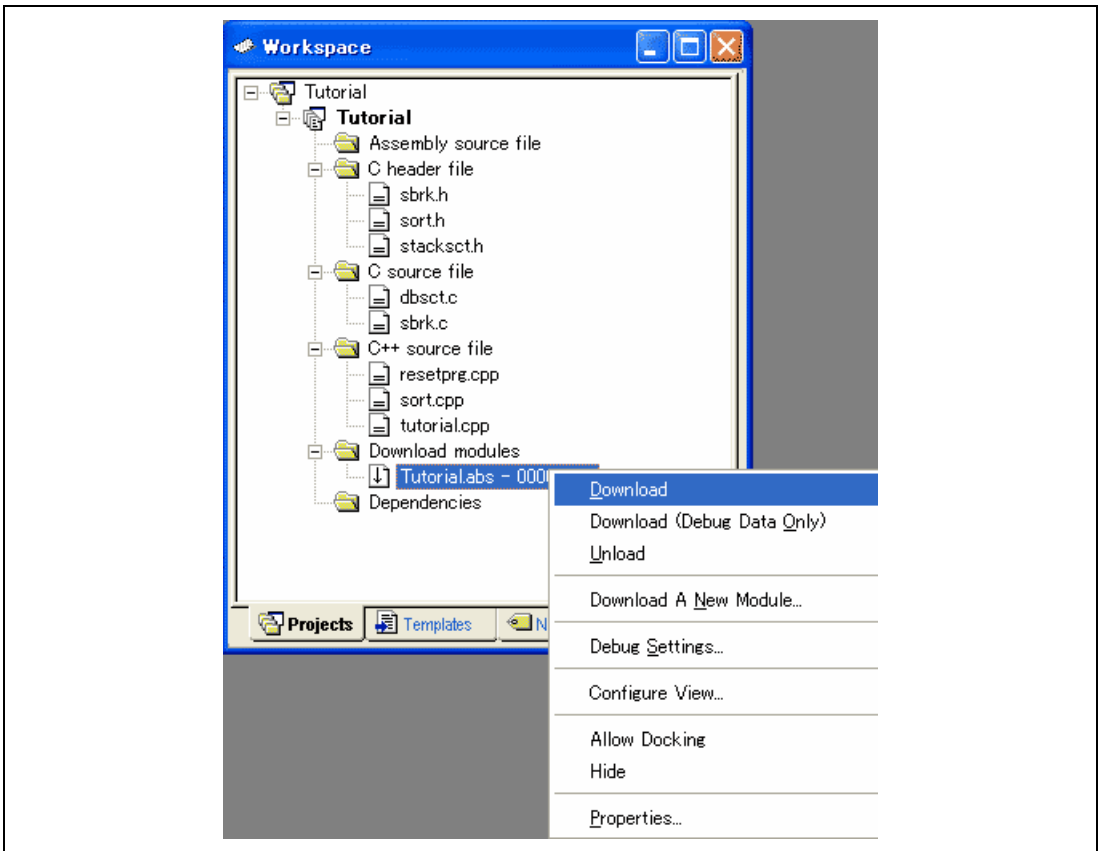 Workspace
Tutorial
Tutorial
Assembly source file
C header file
sbrk.h
sort.h
stacksct.h
C source file
dbsct.c
sbrk.c
C++ source file
resetprg.cpp
sort.cpp
tutorial.cpp
Download modules
Tutorial.abs - 000
Dependencies
Download
Download (Debug Data Only)
Unload
Download A New Module...
Debug Settings...
Configure View...
Allow Docking
Hide
Properties...
Projects Templates N